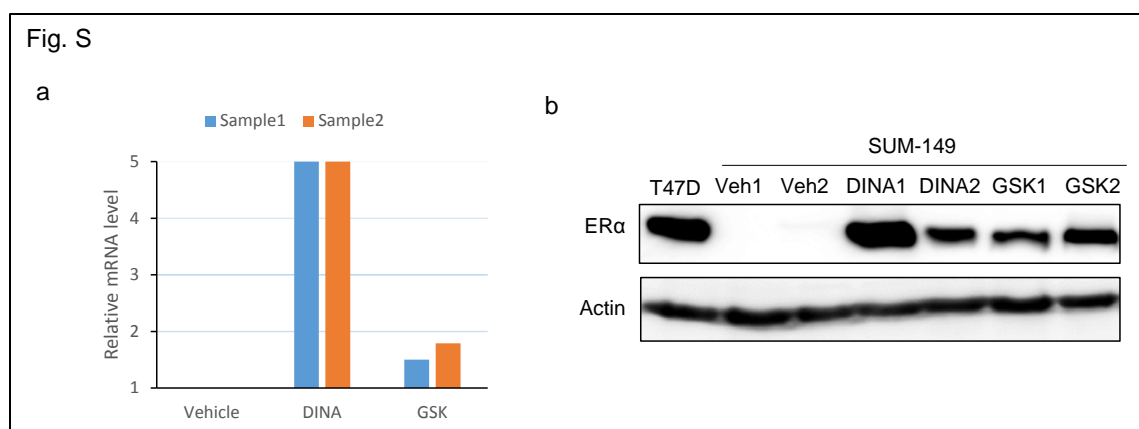 Fig. S
a
Sample1 Sample2
Relative mRNA level
5
4
3
2
1
Vehicle DINA GSK
b
SUM-149
T47D Veh1 Veh2 DINA1 DINA2 GSK1 GSK2
ERα
Actin